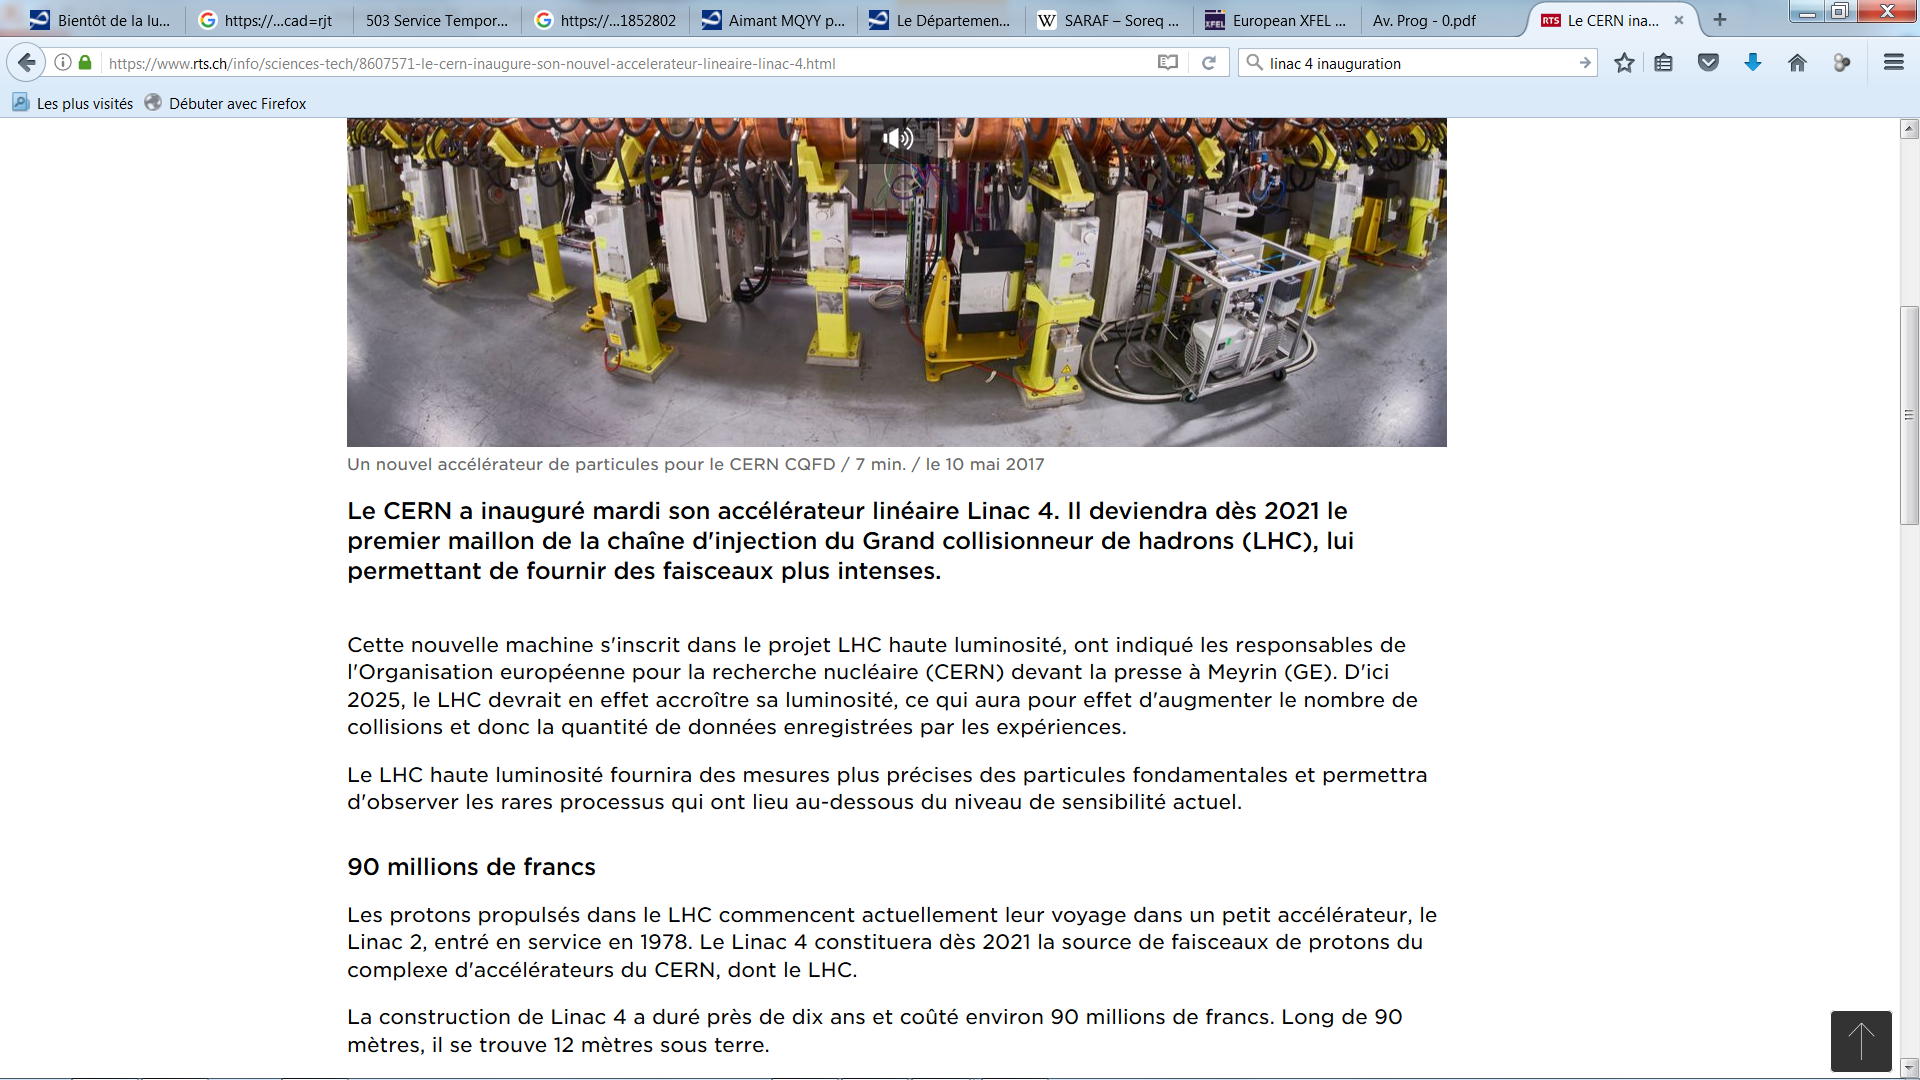 Bientôt de la lu...
https://...cad=rjt
503 Service Tempor...
https://...1852802
Aimant MQYY p...
Le Départemen...
W SARAF – Soreq ...
XFEL European XFEL ...
Av. Prog - 0.pdf
RTS Le CERN ina...
https://www.rts.ch/info/sciences-tech/8607571-le-cern-inaugure-son-nouvel-accelerateur-lineaire-linac-4.html
linac 4 inauguration
Les plus visités
Débuter avec Firefox
Un nouvel accélérateur de particules pour le CERN CQFD / 7 min. / le 10 mai 2017
Le CERN a inauguré mardi son accélérateur linéaire Linac 4. Il deviendra dès 2021 le
premier maillon de la chaîne d'injection du Grand collisionneur de hadrons (LHC), lui
permettant de fournir des faisceaux plus intenses.
Cette nouvelle machine s'inscrit dans le projet LHC haute luminosité, ont indiqué les responsables de
l'Organisation européenne pour la recherche nucléaire (CERN) devant la presse à Meyrin (GE). D'ici
2025, le LHC devrait en effet accroître sa luminosité, ce qui aura pour effet d'augmenter le nombre de
collisions et donc la quantité de données enregistrées par les expériences.
Le LHC haute luminosité fournira des mesures plus précises des particules fondamentales et permettra
d'observer les rares processus qui ont lieu au-dessous du niveau de sensibilité actuel.
90 millions de francs
Les protons propulsés dans le LHC commencent actuellement leur voyage dans un petit accélérateur, le
Linac 2, entré en service en 1978. Le Linac 4 constituera dès 2021 la source de faisceaux de protons du
complexe d'accélérateurs du CERN, dont le LHC.
La construction de Linac 4 a duré près de dix ans et coûté environ 90 millions de francs. Long de 90
mètres, il se trouve 12 mètres sous terre.